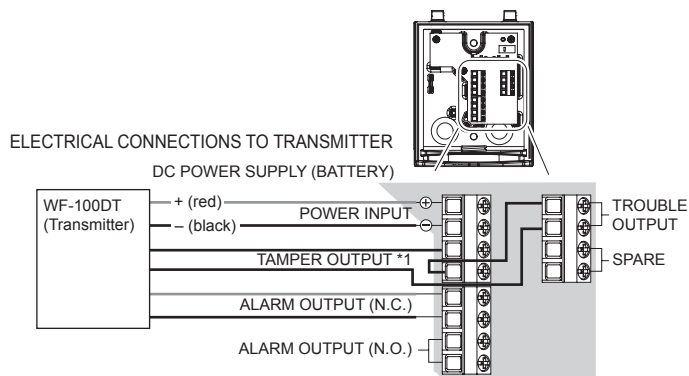 ELECTRICAL CONNECTIONS TO TRANSMITTER
DC POWER SUPPLY (BATTERY)
WF-100DT
(Transmitter)
+ (red)
– (black)
POWER INPUT
+
−
TAMPER OUTPUT *1
ALARM OUTPUT (N.C.)
ALARM OUTPUT (N.O.)
TROUBLE
OUTPUT
SPARE